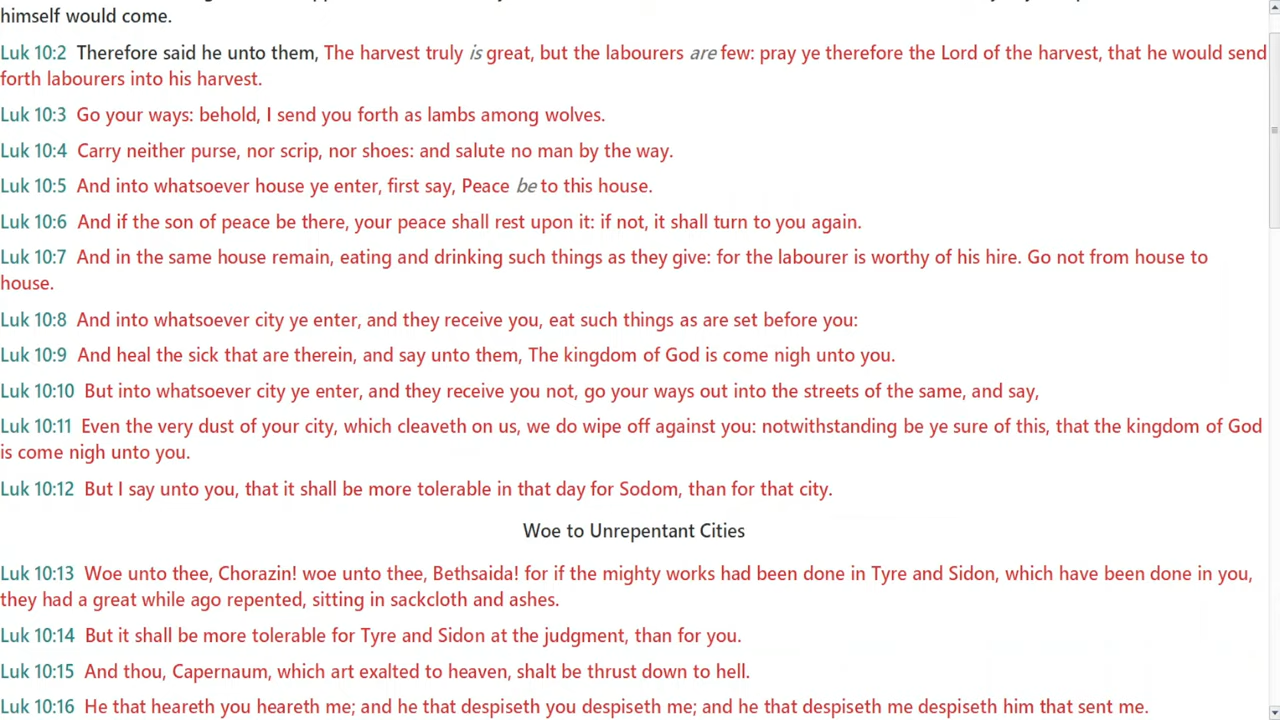 himself would come.
Luk 10:2 Therefore said he unto them, The harvest truly is great, but the labourers are few: pray ye therefore the Lord of the harvest, that he would send
forth labourers into his harvest.
Luk 10:3 Go your ways: behold, I send you forth as lambs among wolves.
Luk 10:4 Carry neither purse, nor scrip, nor shoes: and salute no man by the way.
Luk 10:5 And into whatsoever house ye enter, first say, Peace be to this house.
Luk 10:6 And if the son of peace be there, your peace shall rest upon it: if not, it shall turn to you again.
Luk 10:7 And in the same house remain, eating and drinking such things as they give: for the labourer is worthy of his hire. Go not from house to
house.
Luk 10:8 And into whatsoever city ye enter, and they receive you, eat such things as are set before you:
Luk 10:9 And heal the sick that are therein, and say unto them, The kingdom of God is come nigh unto you.
Luk 10:10 But into whatsoever city ye enter, and they receive you not, go your ways out into the streets of the same, and say,
Luk 10:11 Even the very dust of your city, which cleaveth on us, we do wipe off against you: notwithstanding be ye sure of this, that the kingdom of God
is come nigh unto you.
Luk 10:12 But I say unto you, that it shall be more tolerable in that day for Sodom, than for that city.
Woe to Unrepentant Cities
Luk 10:13 Woe unto thee, Chorazin! woe unto thee, Bethsaida! for if the mighty works had been done in Tyre and Sidon, which have been done in you,
they had a great while ago repented, sitting in sackcloth and ashes.
Luk 10:14 But it shall be more tolerable for Tyre and Sidon at the judgment, than for you.
Luk 10:15 And thou, Capernaum, which art exalted to heaven, shalt be thrust down to hell.
Luk 10:16 He that heareth you heareth me; and he that despiseth you despiseth me; and he that despiseth me despiseth him that sent me.